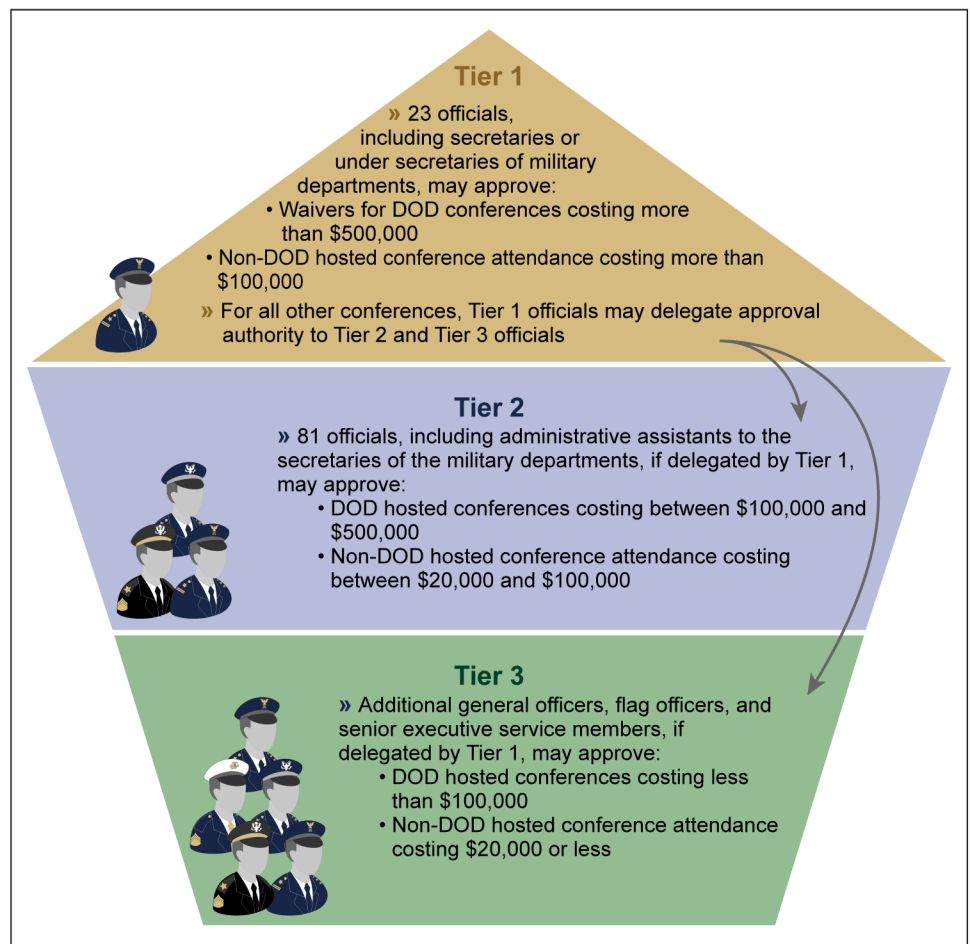 Tier 1
» 23 officials,
including secretaries or
under secretaries of military
departments, may approve:
• Waivers for DOD conferences costing more
than $500,000
• Non-DOD hosted conference attendance costing more than
$100,000
» For all other conferences, Tier 1 officials may delegate approval
authority to Tier 2 and Tier 3 officials
Tier 2
» 81 officials, including administrative assistants to the
secretaries of the military departments, if delegated by Tier 1,
may approve:
• DOD hosted conferences costing between $100,000 and
$500,000
• Non-DOD hosted conference attendance costing
between $20,000 and $100,000
Tier 3
» Additional general officers, flag officers, and
senior executive service members, if
delegated by Tier 1, may approve:
• DOD hosted conferences costing less
than $100,000
• Non-DOD hosted conference attendance
costing $20,000 or less